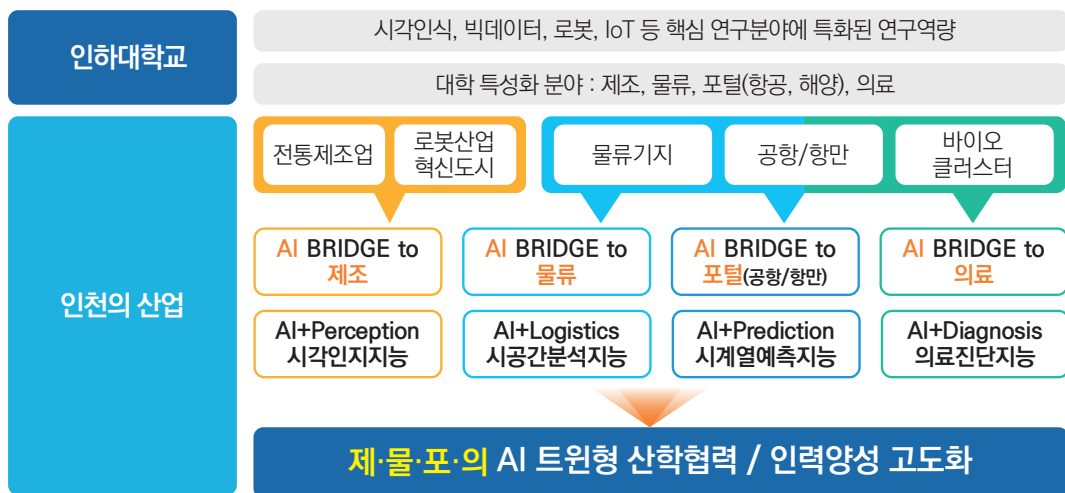 인하대학교
시각인식, 빅데이터, 로봇, IoT 등 핵심 연구분야에 특화된 연구역량
대학 특성화 분야 : 제조, 물류, 포털(항공, 해양), 의료
인천의 산업
전통제조업
로봇산업
혁신도시
물류기지
공항/항만
바이오
클러스터
AI BRIDGE to
제조
AI BRIDGE to
물류
AI BRIDGE to
포털(공항/항만)
AI BRIDGE to
의료
AI+Perception
시각인지지능
AI+Logistics
시공간분석지능
AI+Prediction
시계열예측지능
AI+Diagnosis
의료진단지능
제·물·포·의 AI 트윈형 산학협력 / 인력양성 고도화